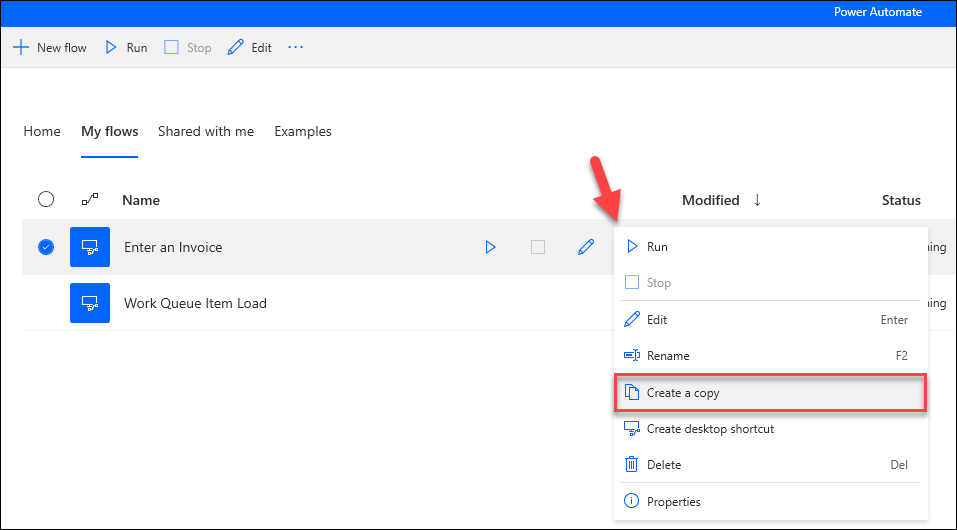 Power Automate
New flow Run Stop Edit ...
Home My flows Shared with me Examples
Name Modified ↓ Status
Enter an Invoice
Run
Stop
Edit Enter
Work Queue Item Load
Rename F2
Create a copy
Create desktop shortcut
Delete Del
Properties